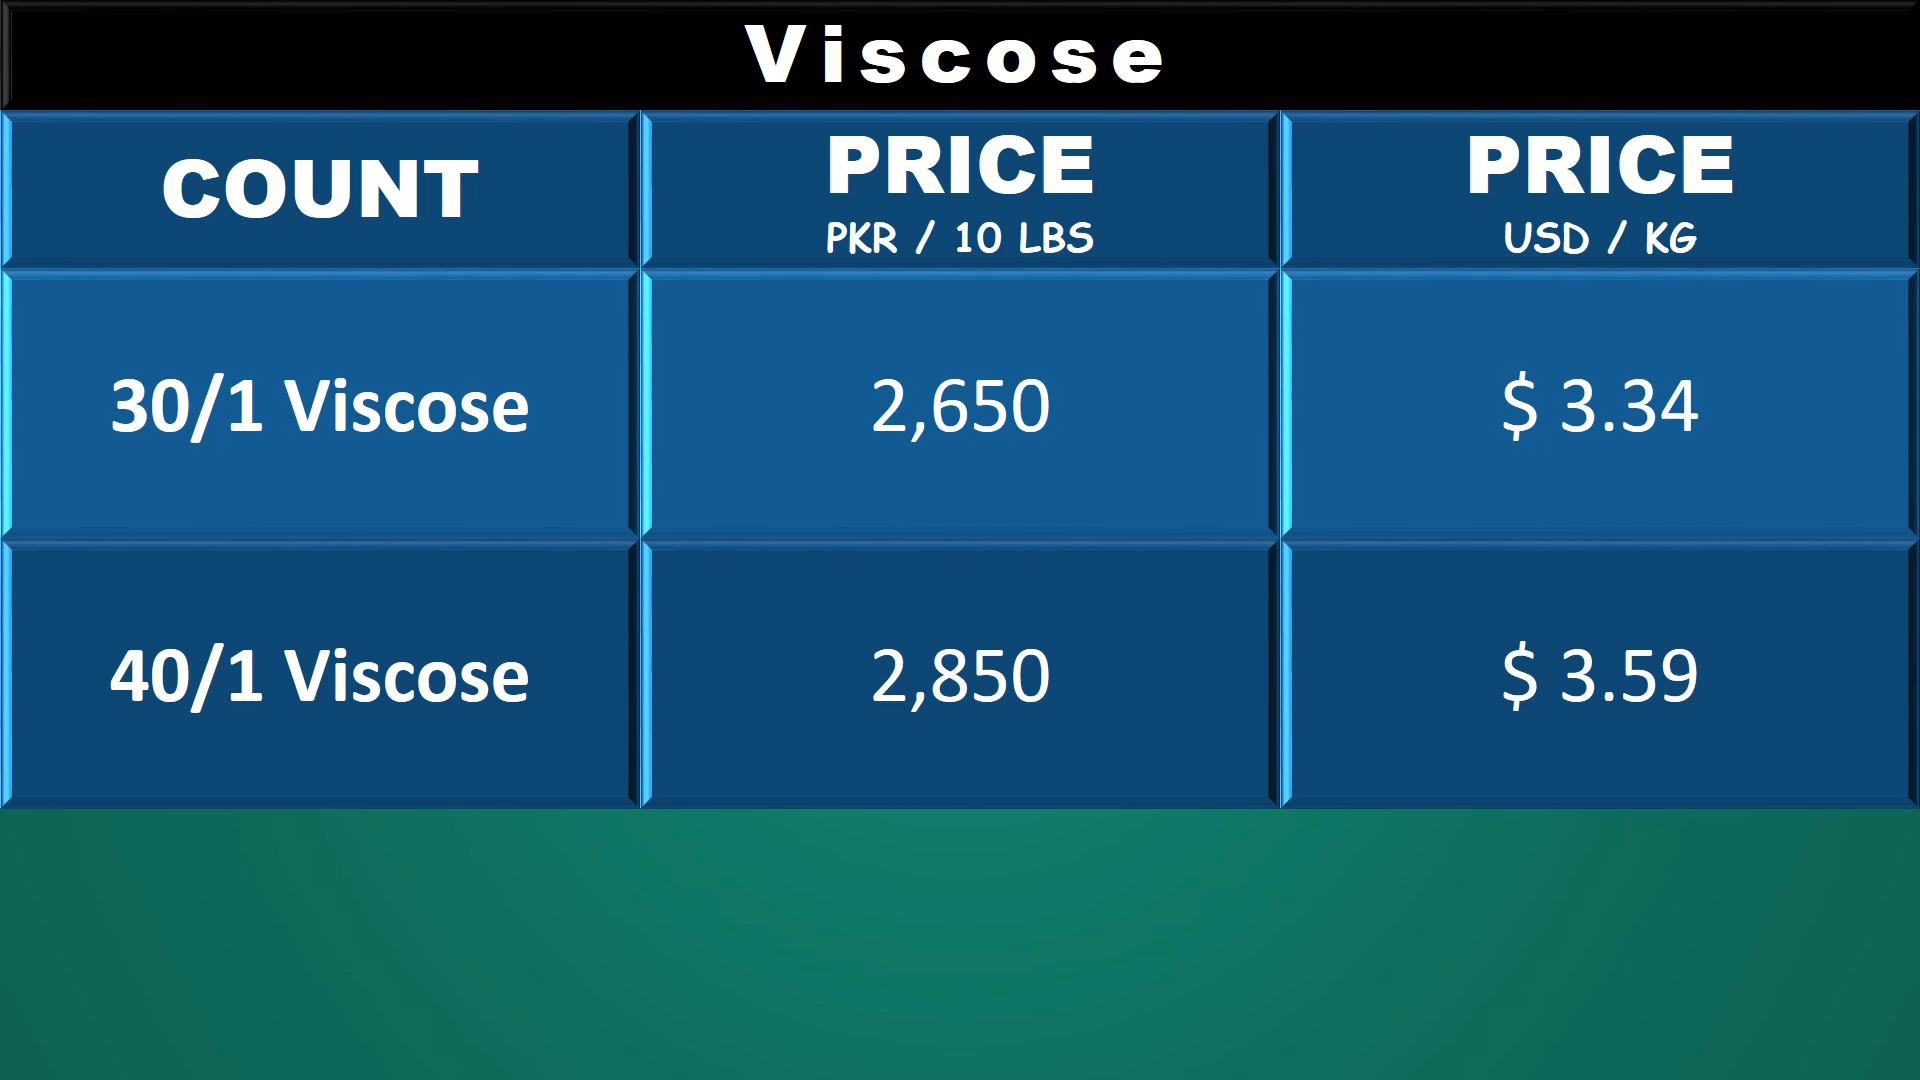 Viscose
COUNT
PRICE
PKR / 10 LBS
PRICE
USD / KG
30/1 Viscose
2,650
$ 3.34
40/1 Viscose
2,850
$ 3.59